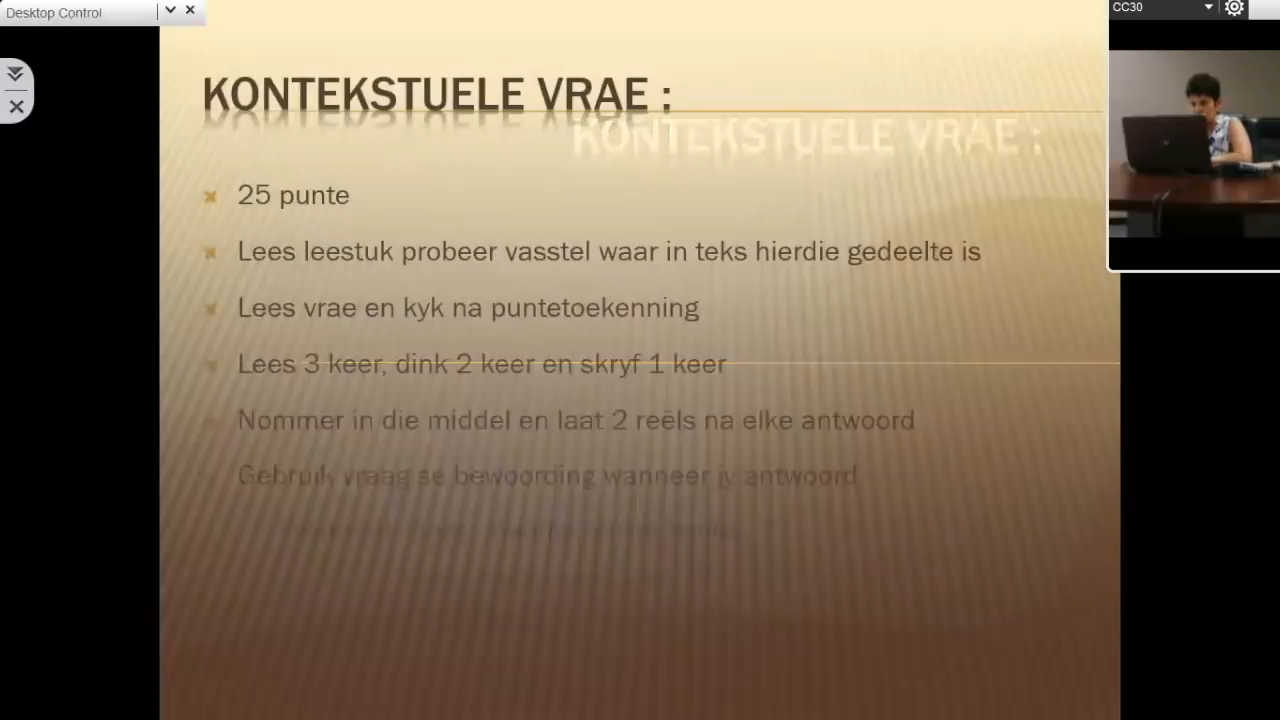 Desktop Control
CC30
KONTEKSTUELE VRAE :
KONTEKSTUELE VRAE :
25 punte
Lees leestuk probeer vasstel waar in teks hierdie gedeelte is
Lees vrae en kyk na puntetoekenning
Lees 3 keer, dink 2 keer en skryf 1 keer
Nommer in die middel en laat 2 reëls na elke antwoord
Gebruik vraag se bewoording wanneer jy antwoord